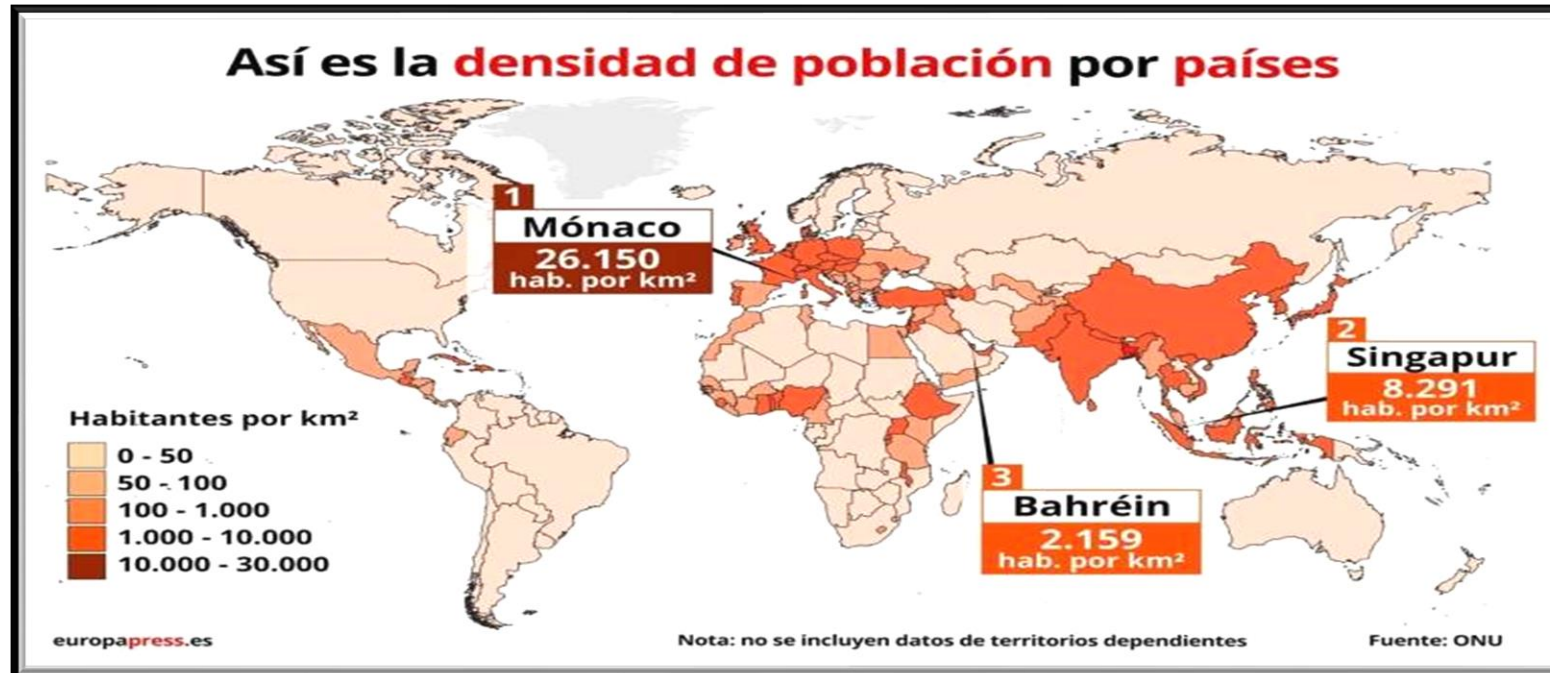 Así es la densidad de población por países
1
Mónaco
26.150
hab. por km²
2
Singapur
8.291
hab. por km²
3
Bahréin
2.159
hab. por km²
Habitantes por km²
0 - 50
50 - 100
100 - 1.000
1.000 - 10.000
10.000 - 30.000
europapress.es
Nota: no se incluyen datos de territorios dependientes
Fuente: ONU